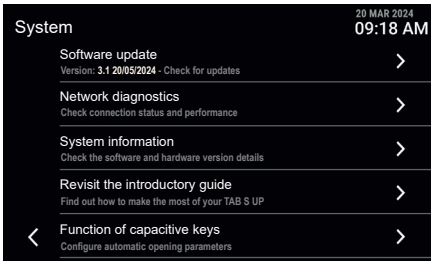 20 MAR 2024
System
09:18 AM
Software update
Version: 3.1 20/05/2024 - Check for updates
Network diagnostics
Check connection status and performance
System information
Check the software and hardware version details
Revisit the introductory guide
Find out how to make the most of your TAB S UP
Function of capacitive keys
Configure automatic opening parameters